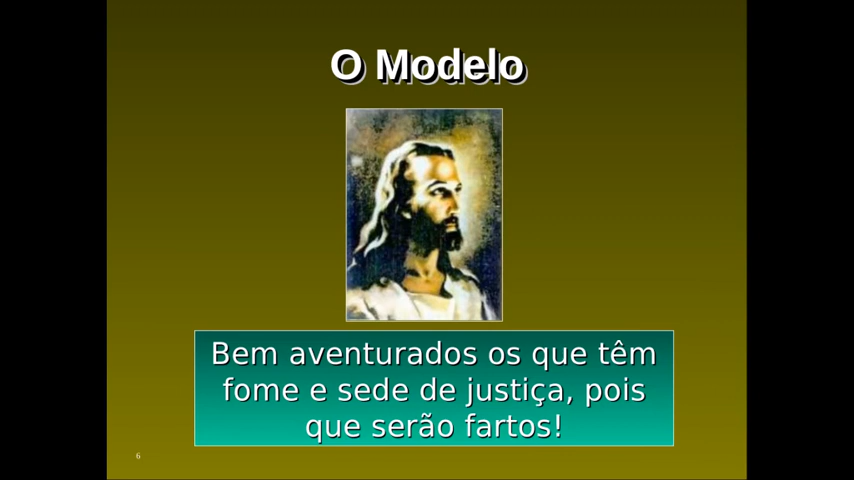 O Modelo
Bem aventurados os que têm
fome e sede de justiça, pois
que serão fartos!
6